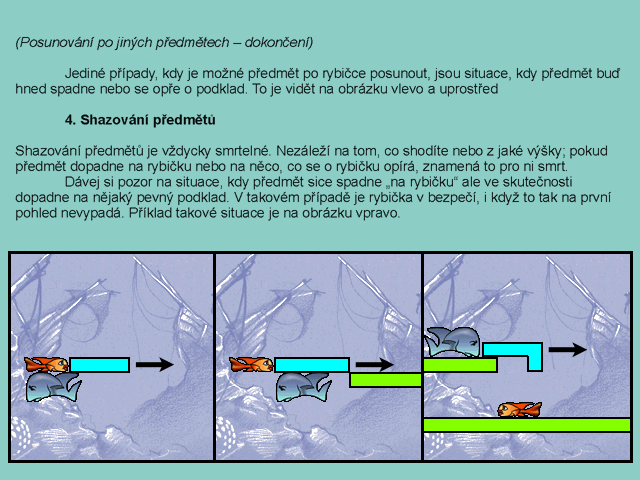 (Posunování po jiných předmětech – dokončení)
Jediné případy, kdy je možné předmět po rybičce posunout, jsou situace, kdy předmět buď
hned spadne nebo se opře o podklad. To je vidět na obrázku vlevo a uprostřed
4. Shazování předmětů
Shazování předmětů je vždycky smrtelné. Nezáleží na tom, co shodíte nebo z jaké výšky; pokud
předmět dopadne na rybičku nebo na něco, co se o rybičku opírá, znamená to pro ni smrt.
Dávej si pozor na situace, kdy předmět sice spadne „na rybičku“ ale ve skutečnosti
dopadne na nějaký pevný podklad. V takovém případě je rybička v bezpečí, i když to tak na první
pohled nevypadá. Příklad takové situace je na obrázku vpravo.